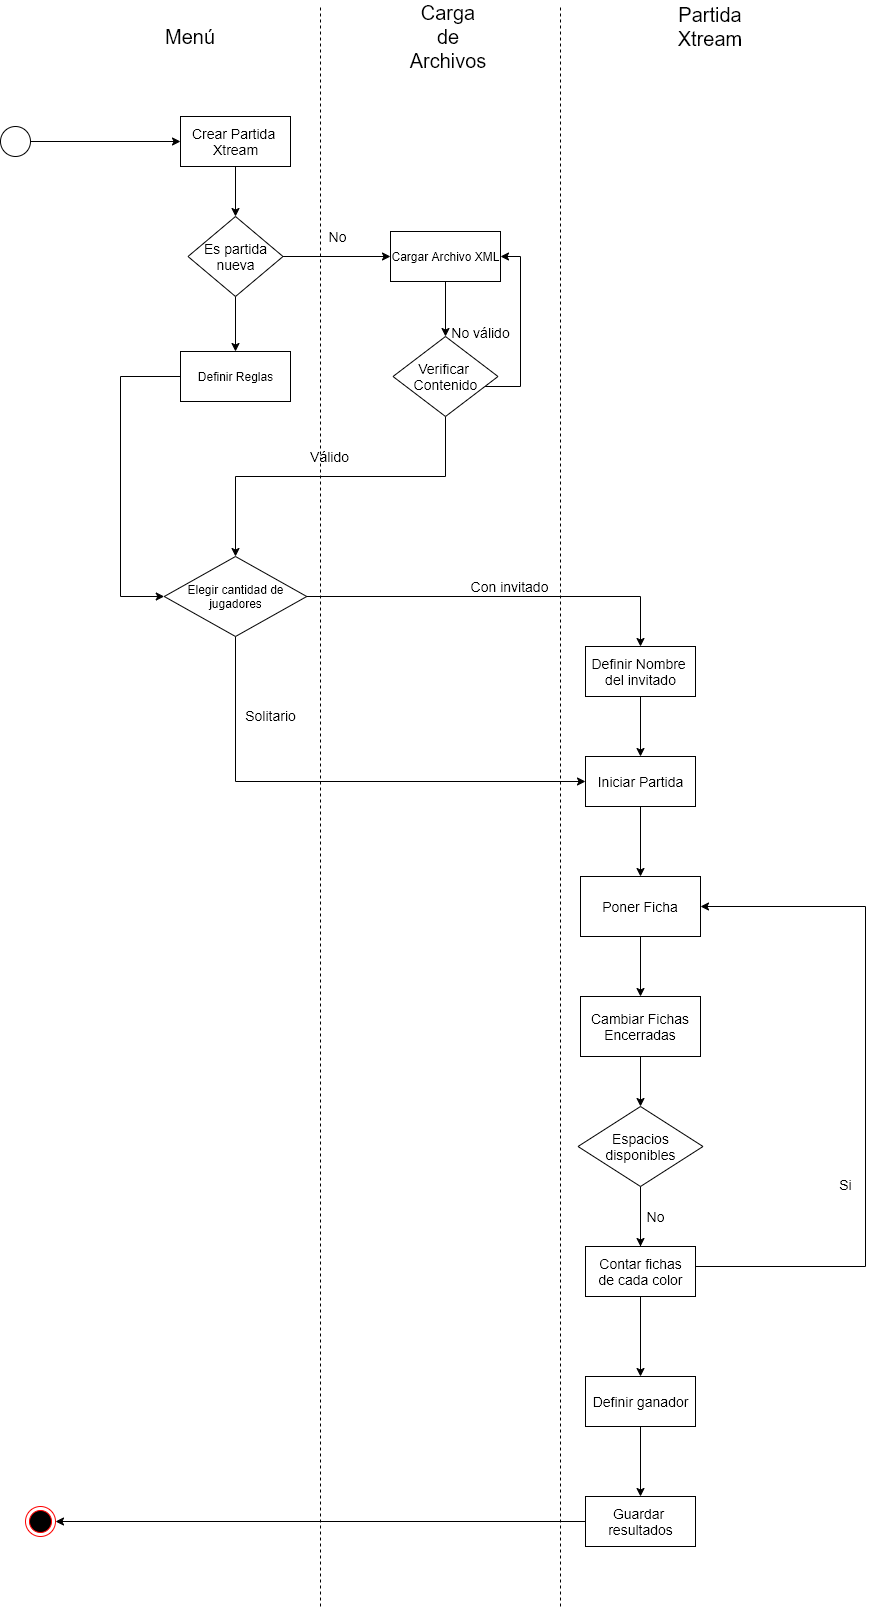 Menú
Carga
de
Archivos
Partida
Xtream
Crear Partida
Xtream
Es partida
nueva
No
Cargar Archivo XML
No válido
Verificar
Contenido
Definir Reglas
Válido
Elegir cantidad de
jugadores
Con invitado
Definir Nombre
del invitado
Solitario
Iniciar Partida
Poner Ficha
Cambiar Fichas
Encerradas
Espacios
disponibles
Si
No
Contar fichas
de cada color
Definir ganador
Guardar
resultados